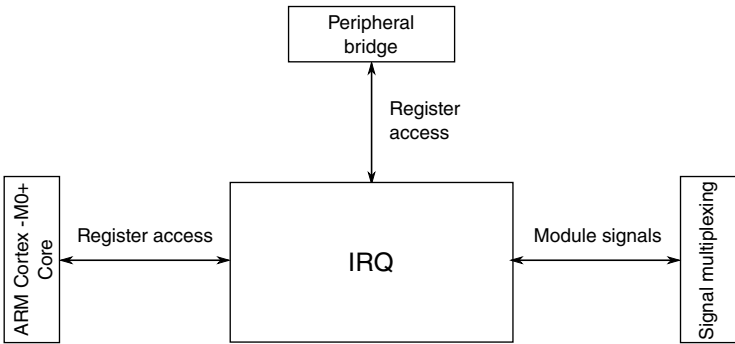 Peripheral
bridge
Register
access
ARM Cortex -M0+
Core
Register access
IRQ
Module signals
Signal multiplexing